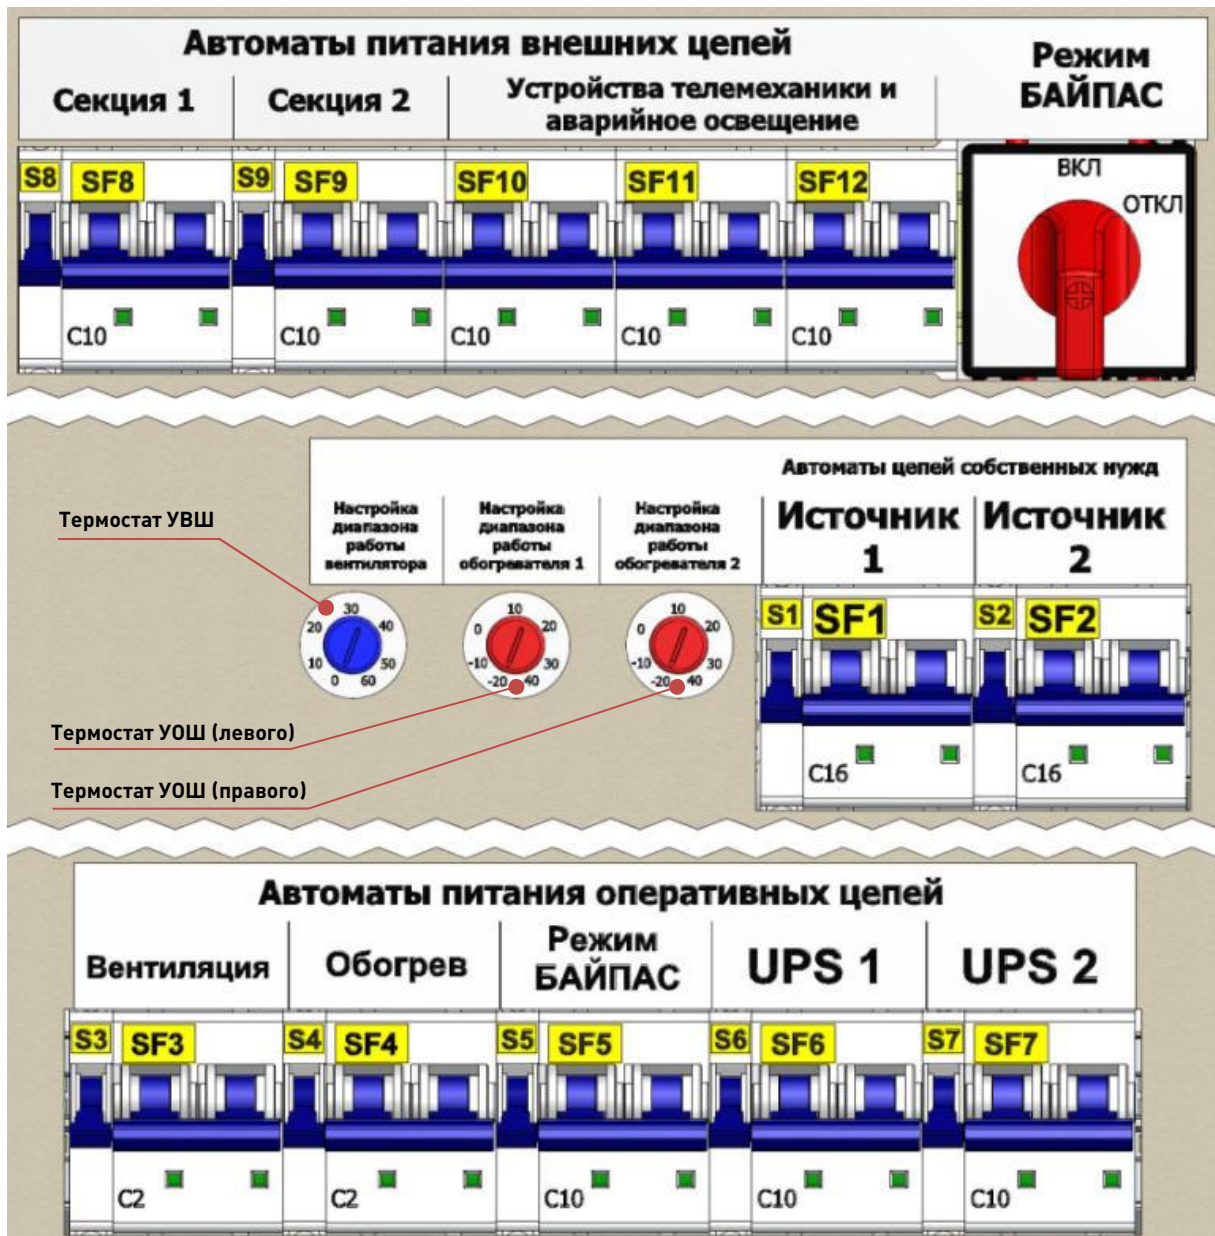 Автоматы питания внешних цепей
Режим
БАЙПАС
Секция 1
Секция 2
Устройства телемеханики и
аварийное освещение
S8
SF8
S9
SF9
SF10
SF11
SF12
ВКЛ
ОТКЛ
C10
C10
C10
C10
C10
Автоматы цепей собственных нужд
Настройка
диапазона
работы
вентилятора
Настройка
диапазона
работы
обогревателя 1
Настройка
диапазона
работы
обогревателя 2
Источник
1
Источник
2
Термостат УВШ
0 10 20 30 40 50 60
-20 -10 0 10 20 30 40
-20 -10 0 10 20 30 40
S1
SF1
S2
SF2
Термостат УОШ (левого)
Термостат УОШ (правого)
C16
C16
Автоматы питания оперативных цепей
Вентиляция
Обогрев
Режим
БАЙПАС
UPS 1
UPS 2
S3
SF3
S4
SF4
S5
SF5
S6
SF6
S7
SF7
C2
C2
C10
C10
C10